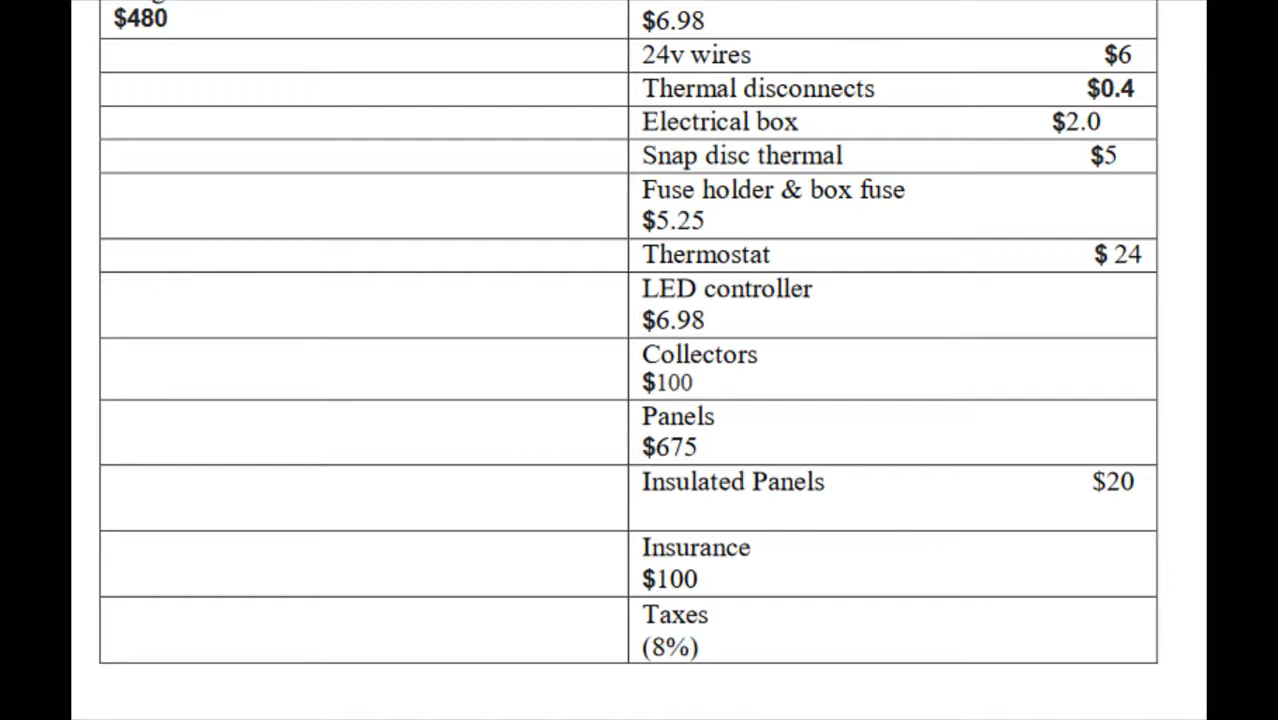 $480
$6.98
24v wires $6
Thermal disconnects $0.4
Electrical box $2.0
Snap disc thermal $5
Fuse holder & box fuse
$5.25
Thermostat $ 24
LED controller
$6.98
Collectors
$100
Panels
$675
Insulated Panels $20
Insurance
$100
Taxes
(8%)